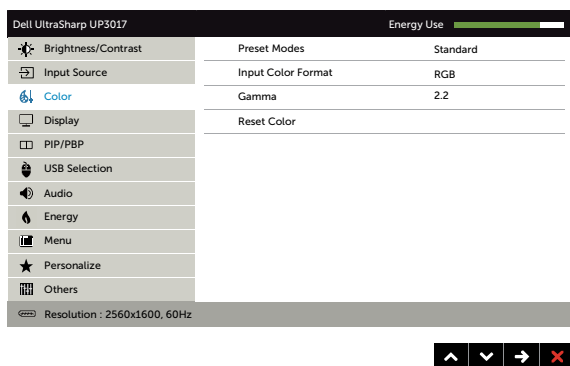 Dell UltraSharp UP3017 Energy Use
Brightness/Contrast Preset Modes Standard
Input Source Input Color Format RGB
Color Gamma 2.2
Display Reset Color
PIP/PBP
USB Selection
Audio
Energy
Menu
Personalize
Others
Resolution : 2560x1600, 60Hz